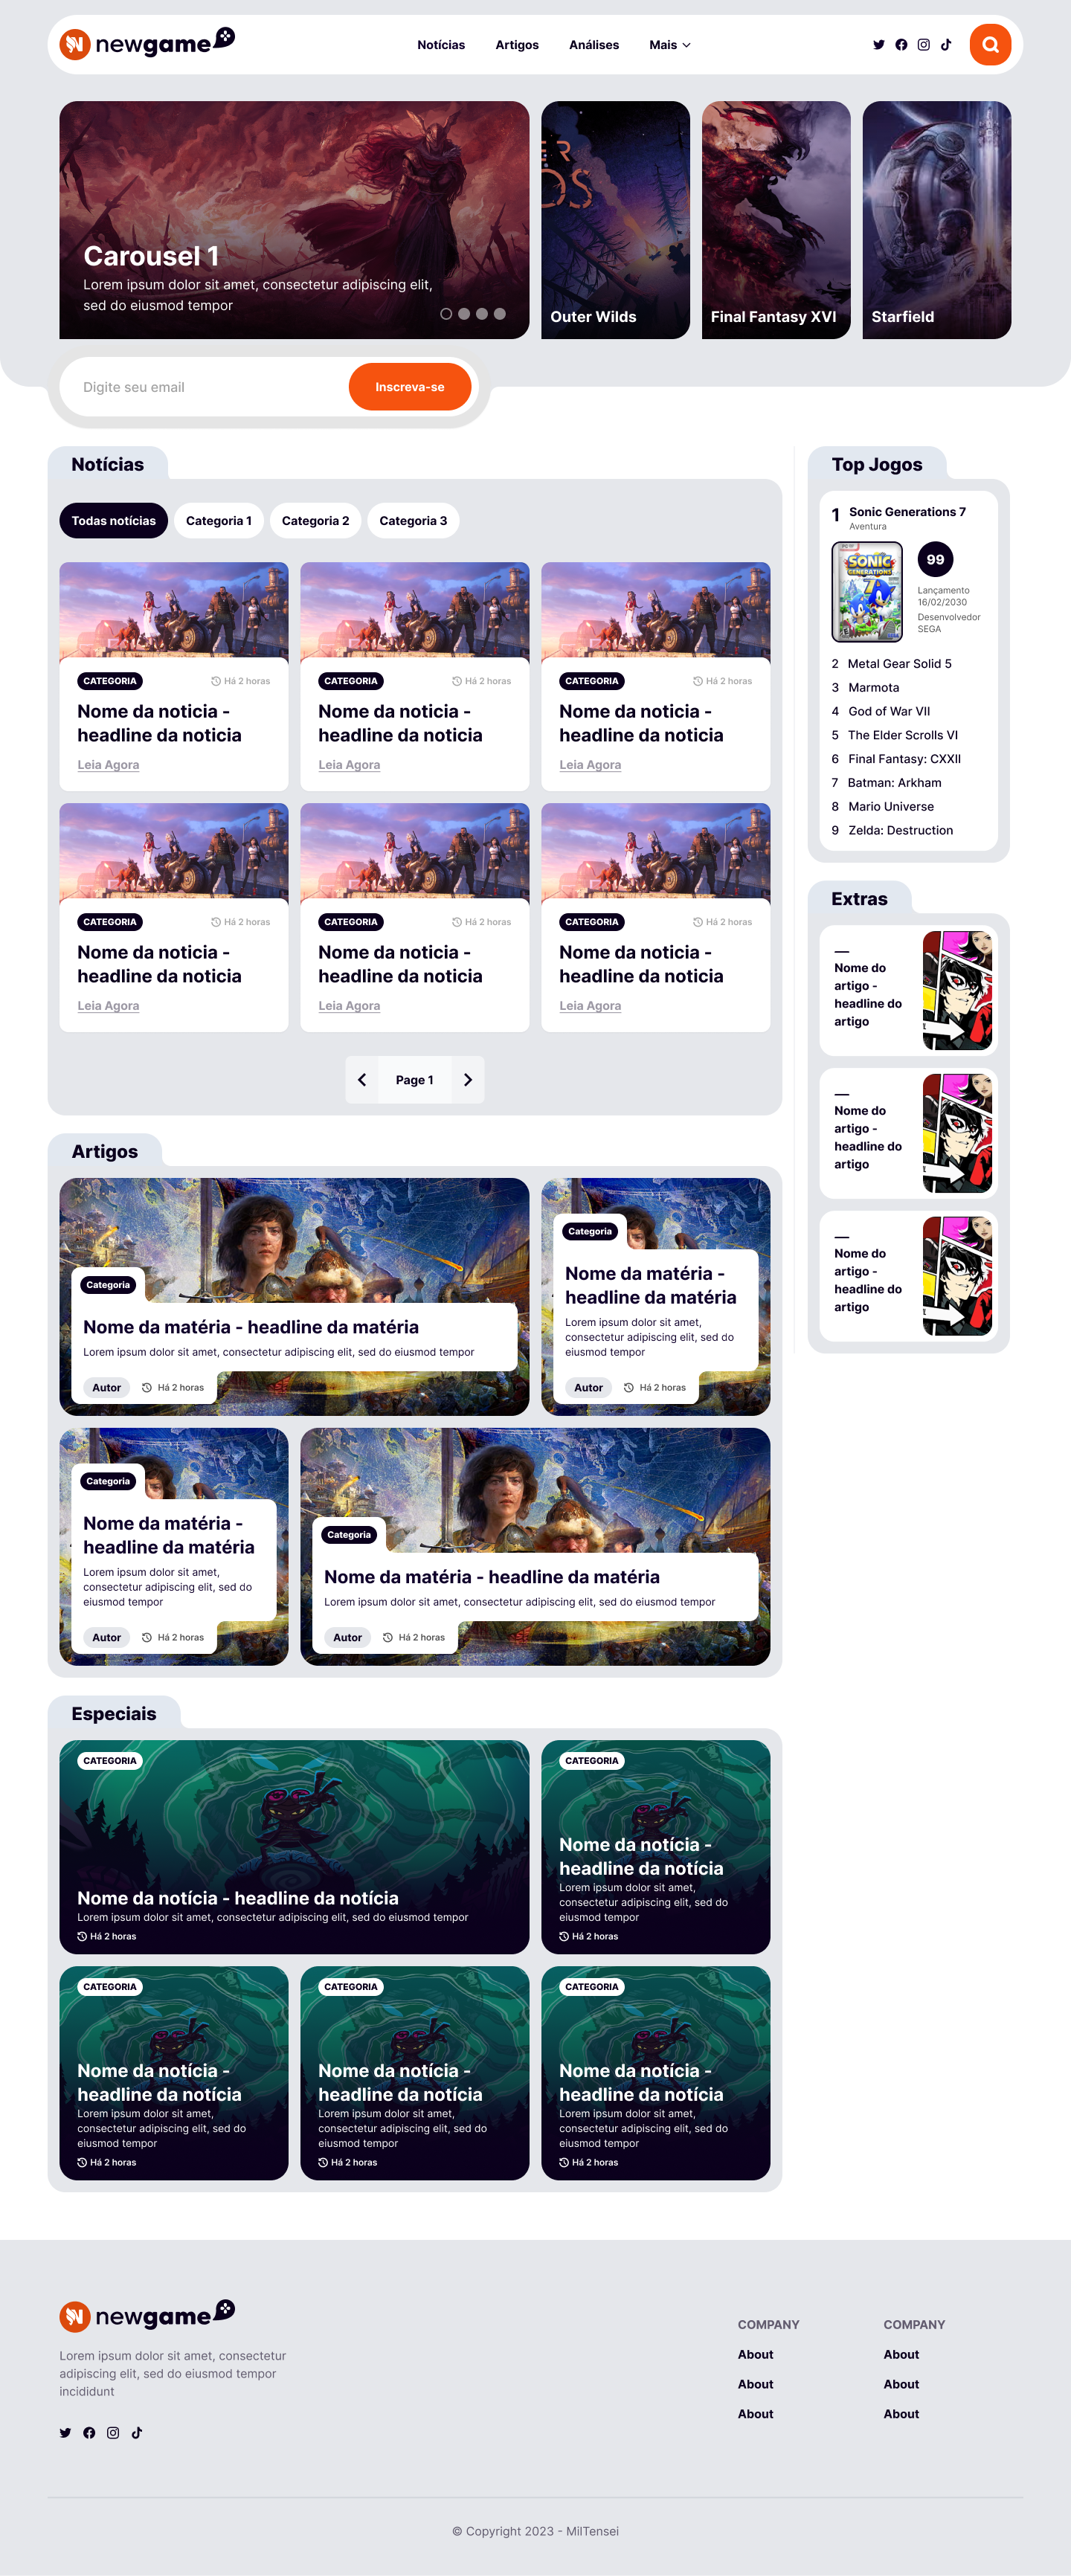 newgame
Notícias
Artigos
Análises
Mais
Carousel 1
Lorem ipsum dolor sit amet, consectetur adipiscing elit,
sed do eiusmod tempor
Outer Wilds
Final Fantasy XVI
Starfield
Digite seu email
Inscreva-se
Notícias
Todas notícias
Categoria 1
Categoria 2
Categoria 3
CATEGORIA
Há 2 horas
Nome da noticia -
headline da noticia
Leia Agora
CATEGORIA
Há 2 horas
Nome da noticia -
headline da noticia
Leia Agora
CATEGORIA
Há 2 horas
Nome da noticia -
headline da noticia
Leia Agora
CATEGORIA
Há 2 horas
Nome da noticia -
headline da noticia
Leia Agora
CATEGORIA
Há 2 horas
Nome da noticia -
headline da noticia
Leia Agora
CATEGORIA
Há 2 horas
Nome da noticia -
headline da noticia
Leia Agora
Page 1
Top Jogos
1 Sonic Generations 7
Aventura
SONIC
GENERATIONS
99
Lançamento
16/02/2030
Desenvolvedor
SEGA
2 Metal Gear Solid 5
3 Marmota
4 God of War VII
5 The Elder Scrolls VI
6 Final Fantasy: CXXII
7 Batman: Arkham
8 Mario Universe
9 Zelda: Destruction
Extras
Nome do
artigo -
headline do
artigo
Nome do
artigo -
headline do
artigo
Nome do
artigo -
headline do
artigo
Artigos
Categoria
Nome da matéria - headline da matéria
Lorem ipsum dolor sit amet, consectetur adipiscing elit, sed do eiusmod tempor
Autor
Há 2 horas
Categoria
Nome da matéria -
headline da matéria
Lorem ipsum dolor sit amet,
consectetur adipiscing elit, sed do
eiusmod tempor
Autor
Há 2 horas
Categoria
Nome da matéria -
headline da matéria
Lorem ipsum dolor sit amet,
consectetur adipiscing elit, sed do
eiusmod tempor
Autor
Há 2 horas
Categoria
Nome da matéria - headline da matéria
Lorem ipsum dolor sit amet, consectetur adipiscing elit, sed do eiusmod tempor
Autor
Há 2 horas
Especiais
CATEGORIA
Nome da notícia - headline da notícia
Lorem ipsum dolor sit amet, consectetur adipiscing elit, sed do eiusmod tempor
Há 2 horas
CATEGORIA
Nome da notícia -
headline da notícia
Lorem ipsum dolor sit amet,
consectetur adipiscing elit, sed do
eiusmod tempor
Há 2 horas
CATEGORIA
Nome da notícia -
headline da notícia
Lorem ipsum dolor sit amet,
consectetur adipiscing elit, sed do
eiusmod tempor
Há 2 horas
CATEGORIA
Nome da notícia -
headline da notícia
Lorem ipsum dolor sit amet,
consectetur adipiscing elit, sed do
eiusmod tempor
Há 2 horas
CATEGORIA
Nome da notícia -
headline da notícia
Lorem ipsum dolor sit amet,
consectetur adipiscing elit, sed do
eiusmod tempor
Há 2 horas
newgame
Lorem ipsum dolor sit amet, consectetur
adipiscing elit, sed do eiusmod tempor
incididunt
COMPANY
About
About
About
COMPANY
About
About
About
© Copyright 2023 - MilTensei